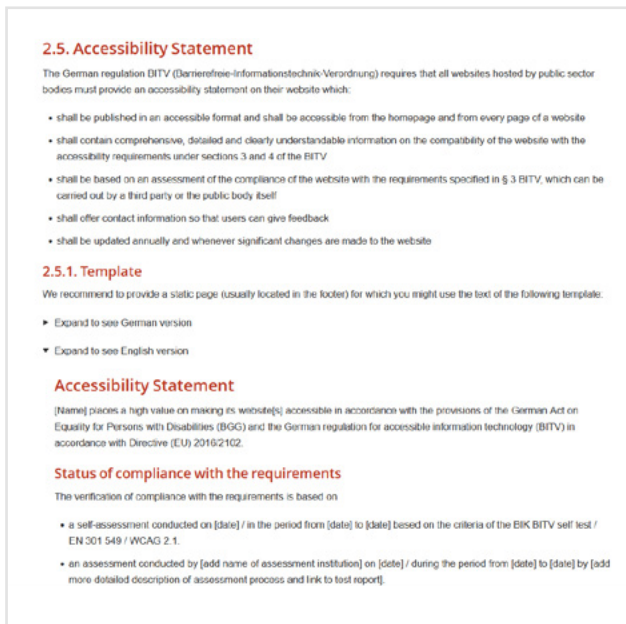 2.5. Accessibility Statement
The German regulation BITV (Barrierefreie-Informationstechnik-Verordnung) requires that all websites hosted by public sector
bodies must provide an accessibility statement on their website which:
• shall be published in an accessible format and shall be accessible from the homepage and from every page of a website
• shall contain comprehensive, detailed and clearly understandable information on the compatibility of the website with the
accessibility requirements under sections 3 and 4 of the BITV
• shall be based on an assessment of the compliance of the website with the requirements specified in § 3 BITV, which can be
carried out by a third party or the public body itself
• shall offer contact information so that users can give feedback
• shall be updated annually and whenever significant changes are made to the website
2.5.1. Template
We recommend to provide a static page (usually located in the footer) for which you might use the text of the following template:
► Expand to see German version
▼ Expand to see English version
Accessibility Statement
[Name] places a high value on making its website[s] accessible in accordance with the provisions of the German Act on
Equality for Persons with Disabilities (BGG) and the German regulation for accessible information technology (BITV) in
accordance with Directive (EU) 2016/2102.
Status of compliance with the requirements
The verification of compliance with the requirements is based on
• a self-assessment conducted on [date] / in the period from [date] to [date] based on the criteria of the BIK BITV self test /
EN 301 549 / WCAG 2.1.
• an assessment conducted by [add name of assessment institution] on [date] / during the period from [date] to [date] by [add
more detailed description of assessment process and link to test report].